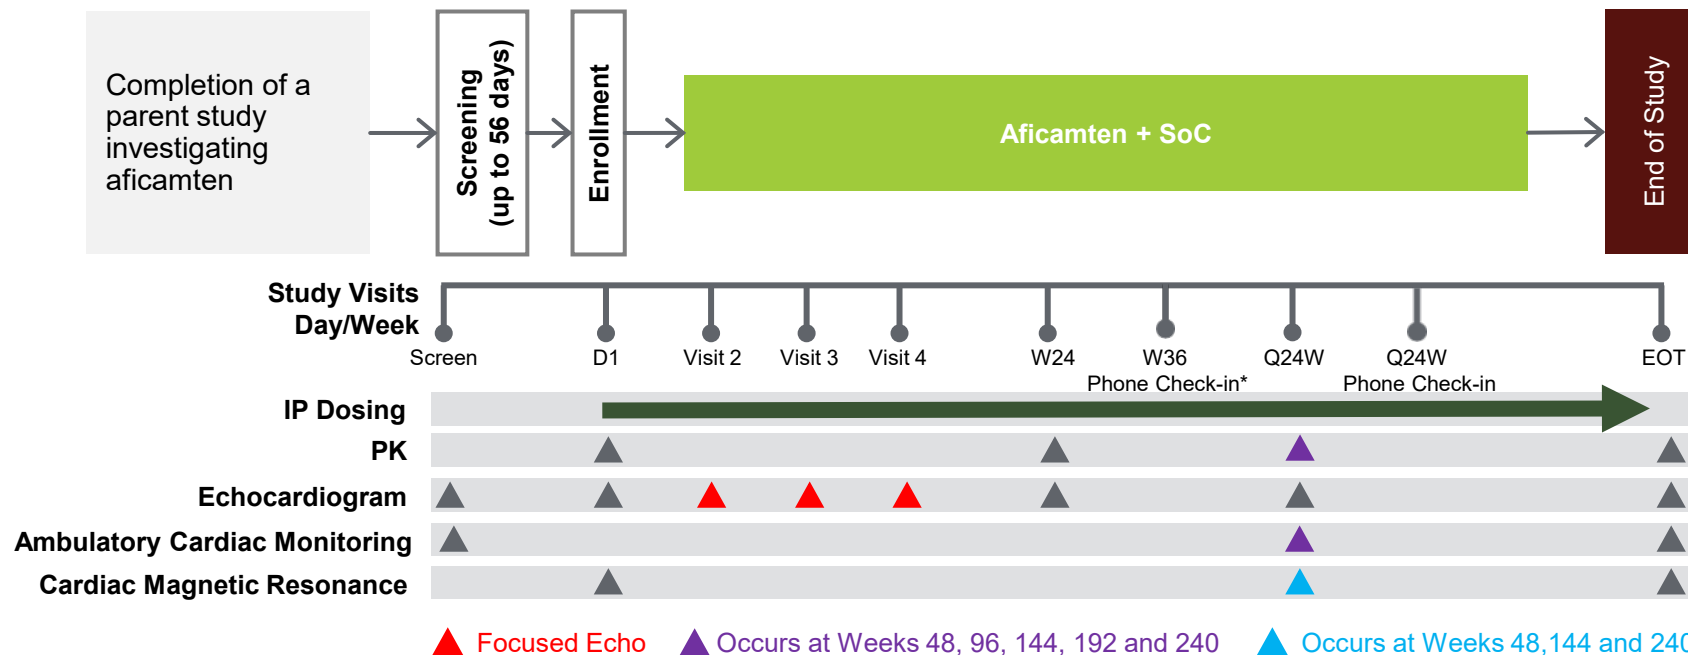 Completion of a
parent study
investigating
aficamten
Screening
(up to 56 days)
Enrollment
Aficamten + SoC
End of Study
Study Visits
Day/Week
Screen
D1
Visit 2
Visit 3
Visit 4
W24
W36
Phone Check-in*
Q24W
Q24W
Phone Check-in
EOT
IP Dosing
PK
Echocardiogram
Ambulatory Cardiac Monitoring
Cardiac Magnetic Resonance
Focused Echo
Occurs at Weeks 48, 96, 144, 192 and 240
Occurs at Weeks 48,144 and 240